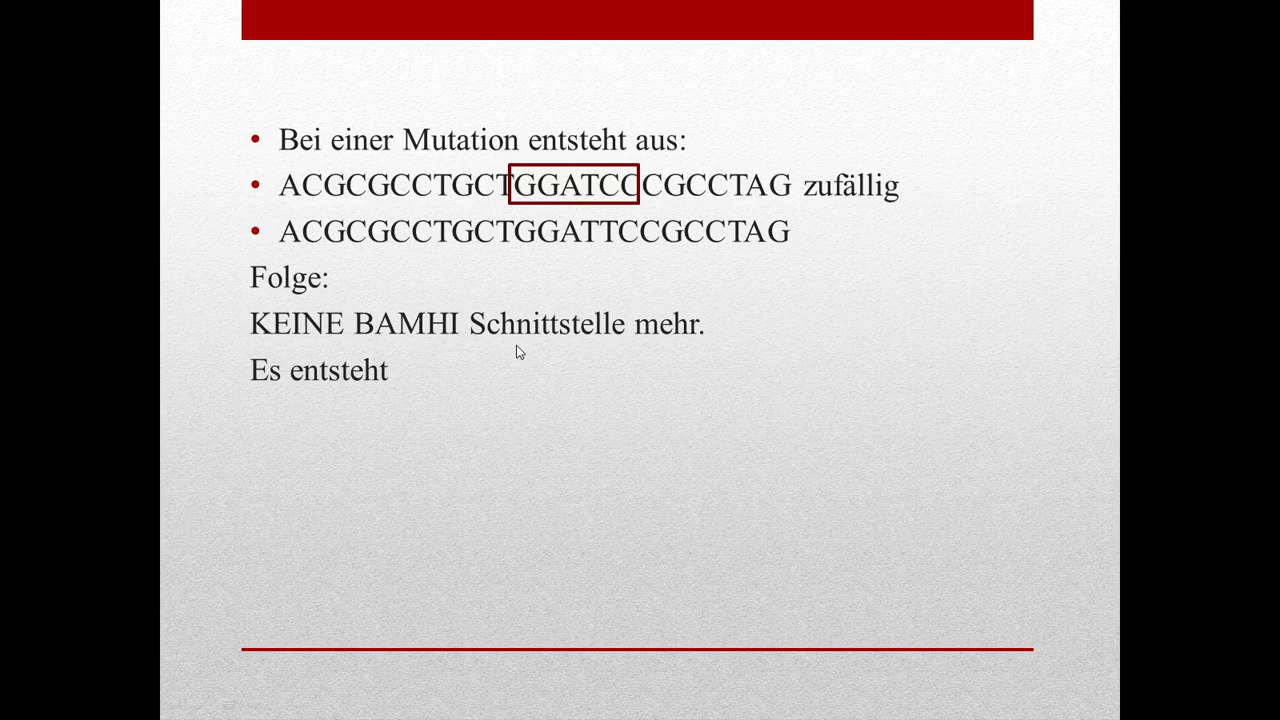 Bei einer Mutation entsteht aus:
ACGCGCCTGCTGGATCCCGCCTAG zufällig
ACGCGCCTGCTGGATTCCGCCTAG
Folge:
KEINE BAMHI Schnittstelle mehr.
Es entsteht